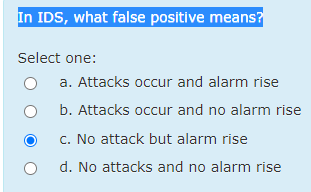 In IDS, what false positive means?
Select one:
a. Attacks occur and alarm rise
b. Attacks occur and no alarm rise
c. No attack but alarm rise
d. No attacks and no alarm rise